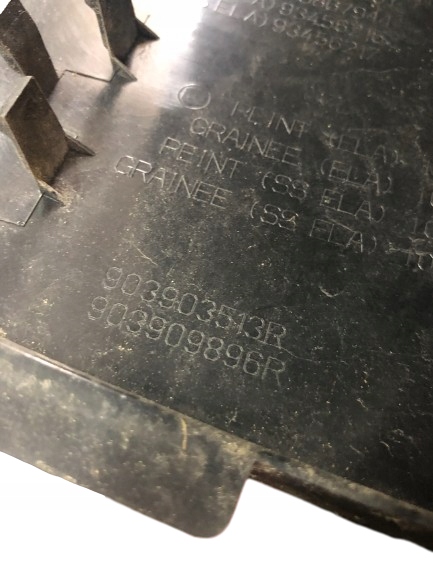 PEINT (ELA)
GRAINEE (ELA)
PEINT (SS ELA)
GRAINEE (SS ELA)
903903513R
903909896R